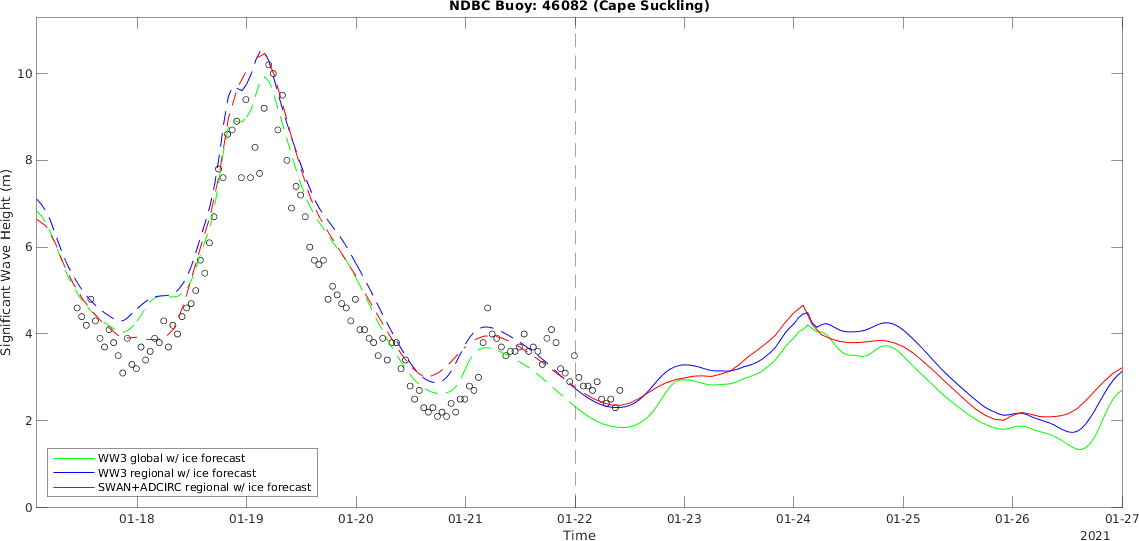 NDBC Buoy: 46082 (Cape Suckling)
Significant Wave Height (m)
10
8
6
4
2
0
WW3 global w/ ice forecast
WW3 regional w/ ice forecast
SWAN+ADCIRC regional w/ ice forecast
01-18 01-19 01-20 01-21 01-22 01-23 01-24 01-25 01-26 01-27
Time
2021